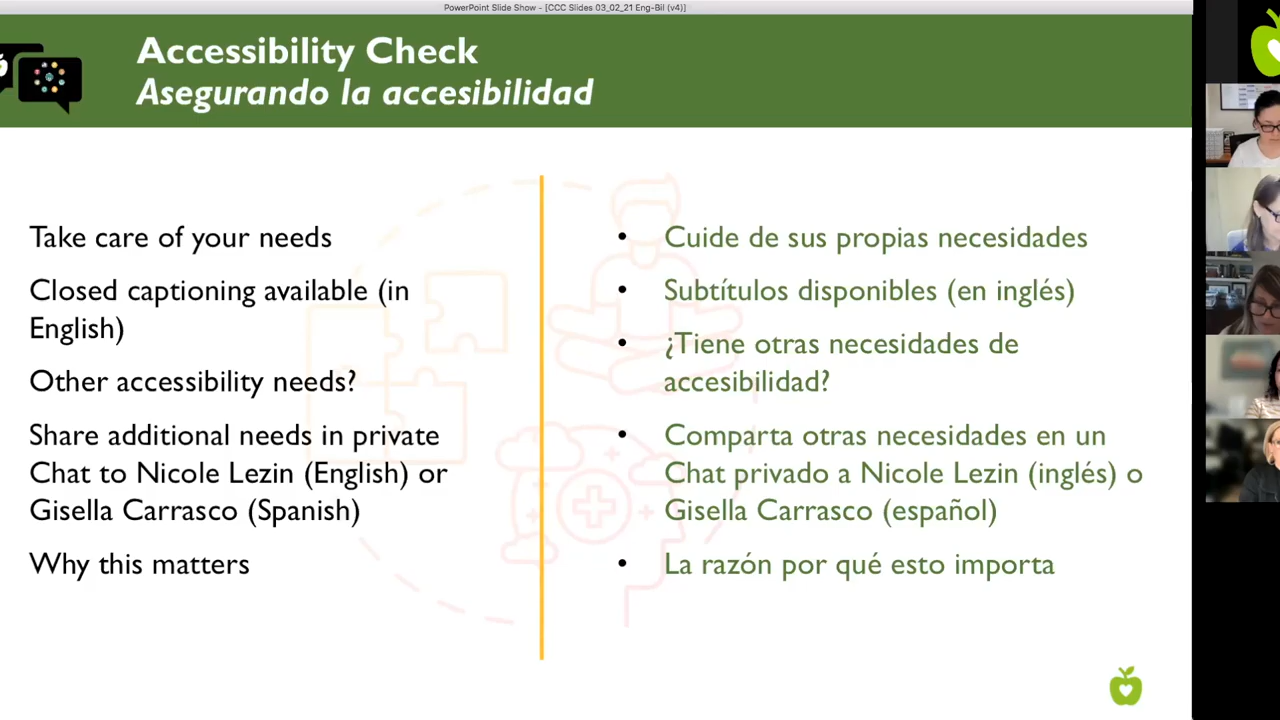 PowerPoint Slide Show - [CCC Slides 03_02_21 Eng-Bil (v4)]
Accessibility Check
Asegurando la accesibilidad
Take care of your needs
Closed captioning available (in
English)
Other accessibility needs?
Share additional needs in private
Chat to Nicole Lezin (English) or
Gisella Carrasco (Spanish)
Why this matters
• Cuide de sus propias necesidades
• Subtítulos disponibles (en inglés)
• ¿Tiene otras necesidades de
accesibilidad?
• Comparta otras necesidades en un
Chat privado a Nicole Lezin (inglés) o
Gisella Carrasco (español)
• La razón por qué esto importa